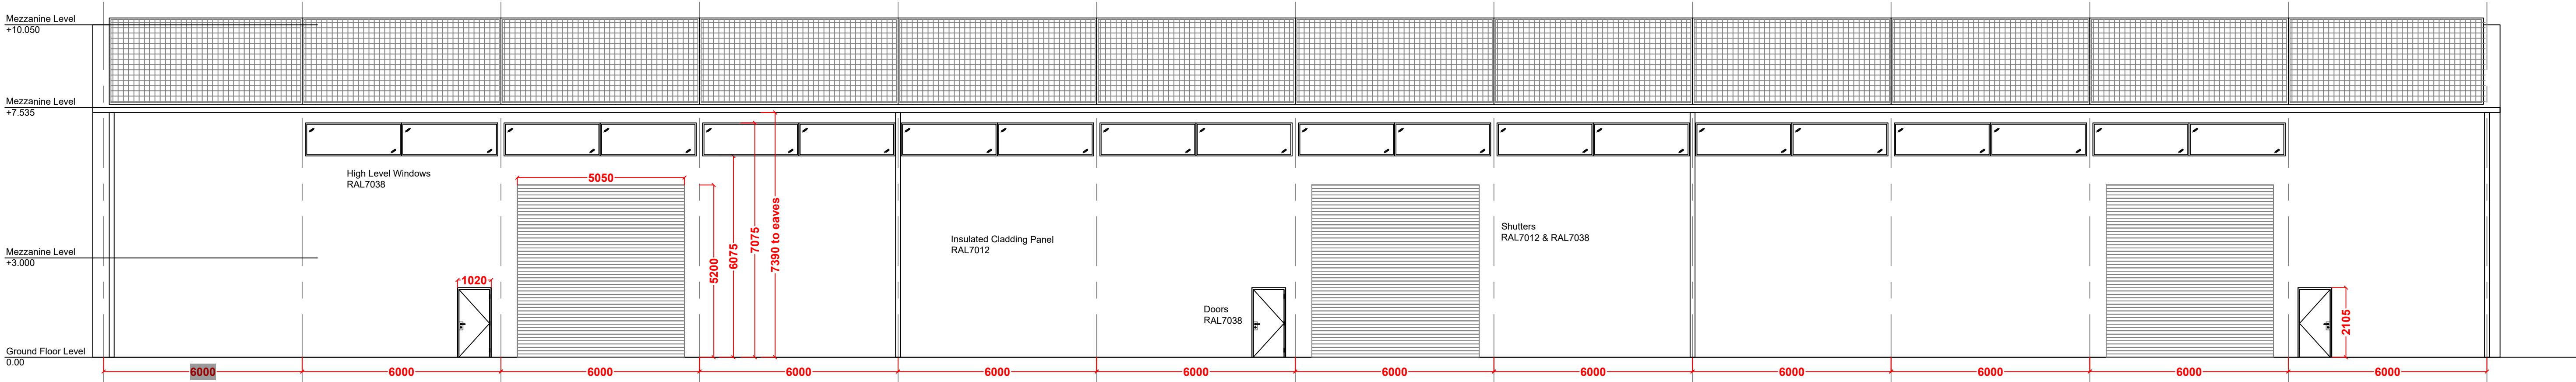 Mezzanine Level
+10.050
Mezzanine Level
+7.535
High Level Windows
RAL7038
5050
7390 to eaves
7075
6075
5200
Insulated Cladding Panel
RAL7012
Shutters
RAL7012 & RAL7038
Mezzanine Level
+3.000
1020
Doors
RAL7038
2105
Ground Floor Level
0.00
6000 6000 6000 6000 6000 6000 6000 6000 6000 6000 6000 6000